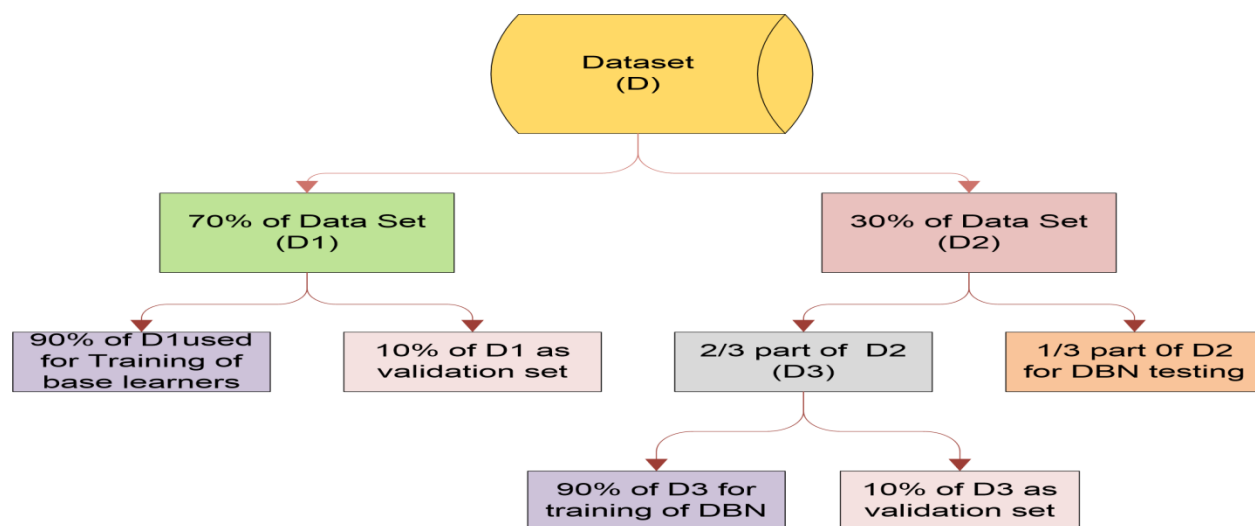 Dataset
(D)
70% of Data Set
(D1)
30% of Data Set
(D2)
90% of D1used
for Training of
base learners
10% of D1 as
validation set
2/3 part of D2
(D3)
1/3 part 0f D2
for DBN testing
90% of D3 for
training of DBN
10% of D3 as
validation set